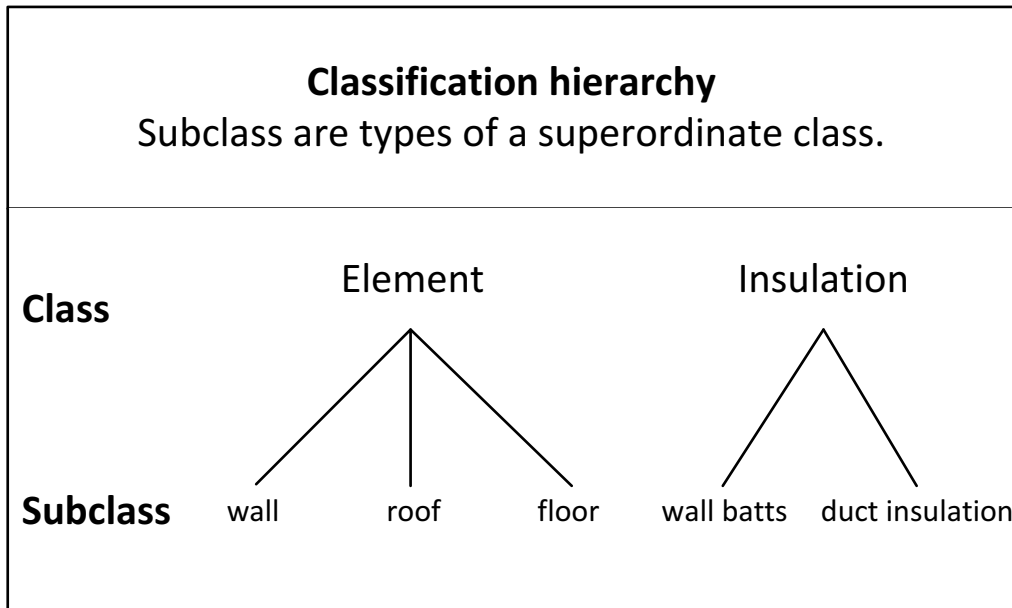 Classification hierarchy
Subclass are types of a superordinate class.
Class
Element
Insulation
Subclass
wall
roof
floor
wall batts
duct insulation